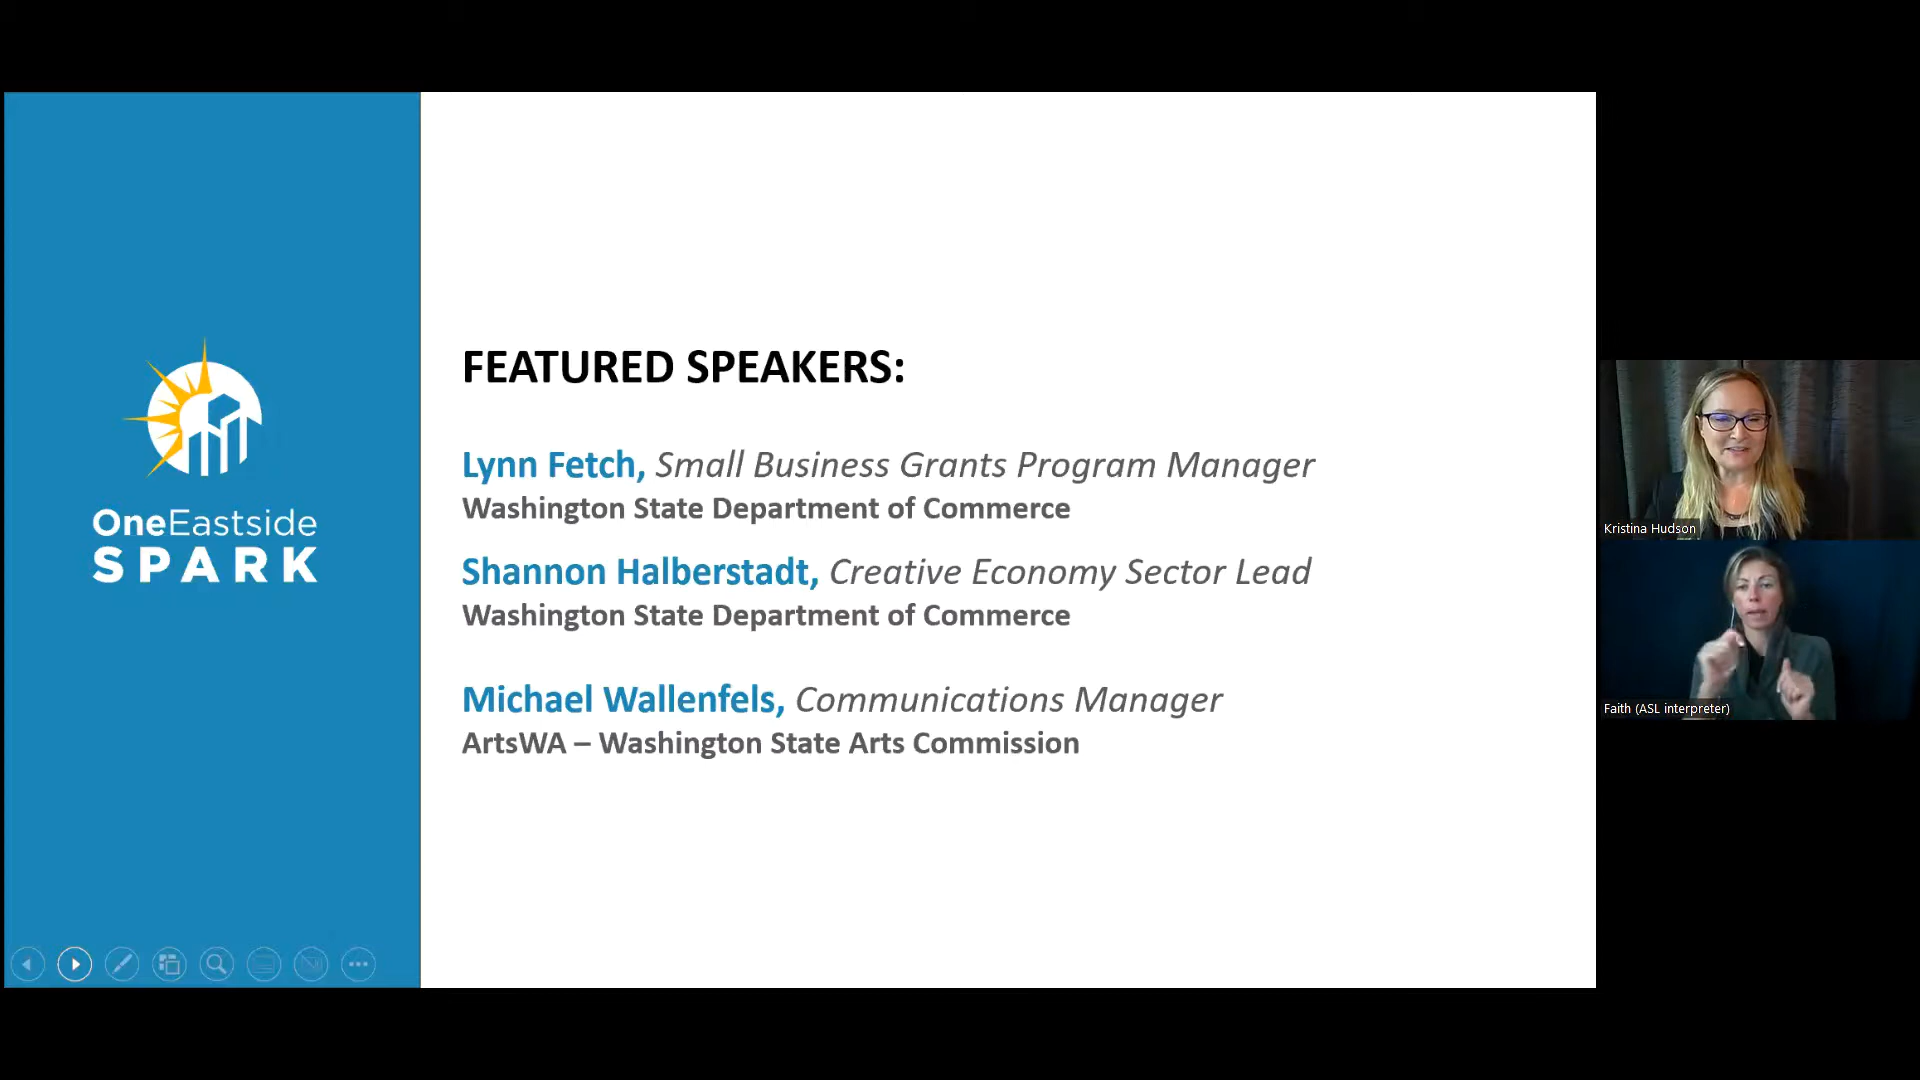 OneEastside
SPARK
FEATURED SPEAKERS:
Lynn Fetch, Small Business Grants Program Manager
Washington State Department of Commerce
Shannon Halberstadt, Creative Economy Sector Lead
Washington State Department of Commerce
Michael Wallenfels, Communications Manager
ArtsWA – Washington State Arts Commission
Kristina Hudson
Faith (ASL interpreter)